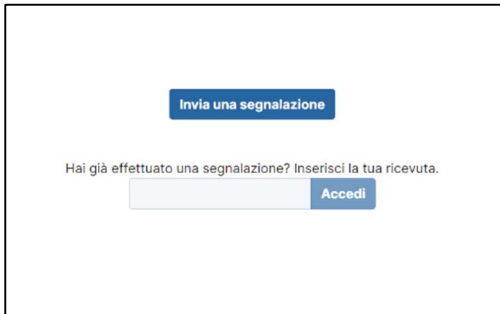 Invia una segnalazione
Hai già effettuato una segnalazione? Inserisci la tua ricevuta.
Accedi